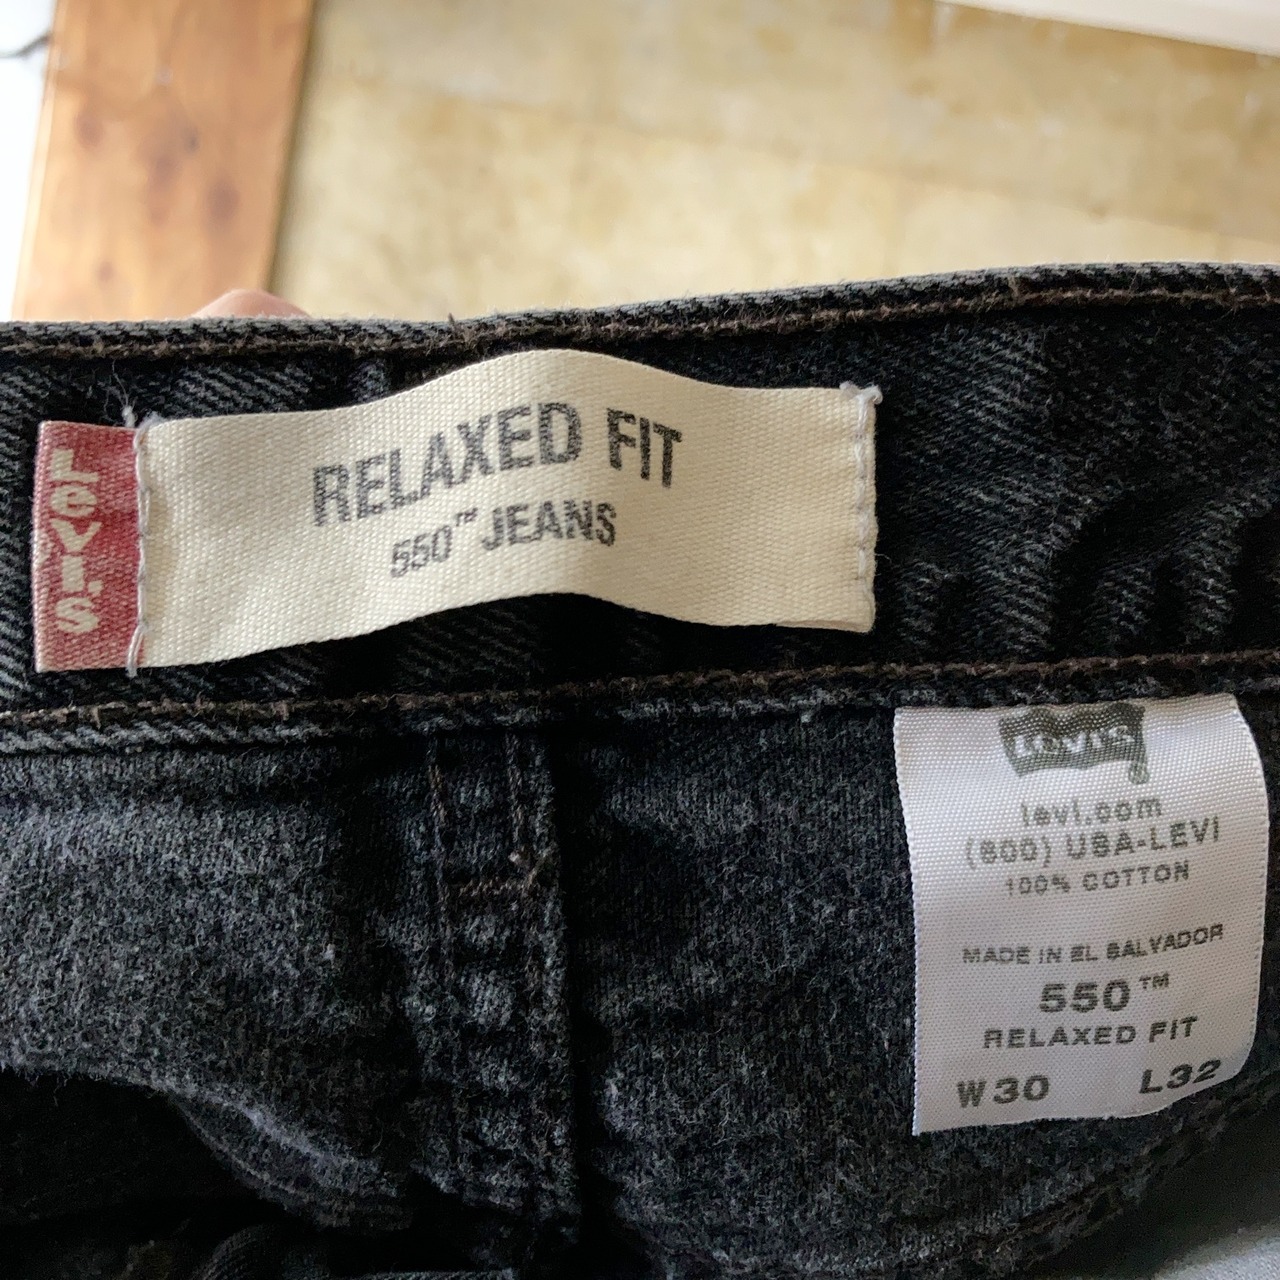 Levi's
RELAXED FIT
550™ JEANS
Levi's®
levi.com
(800) USA-LEVI
100% COTTON
MADE IN EL SALVADOR
550™
RELAXED FIT
W30 L32